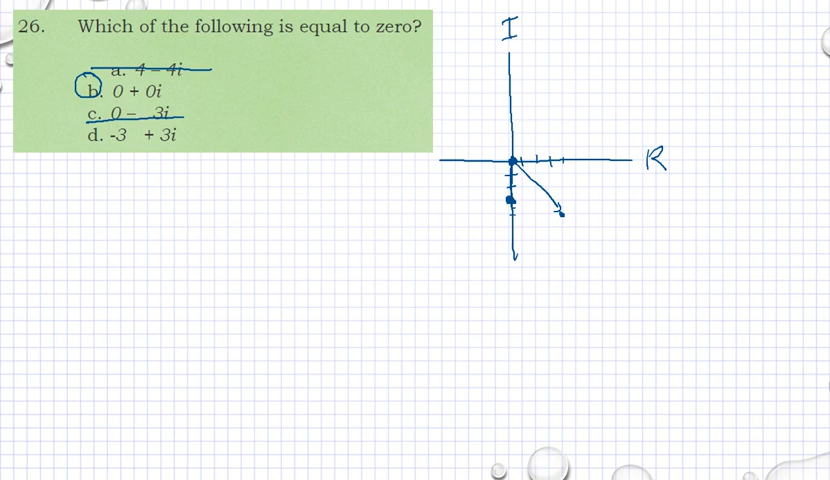 26. Which of the following is equal to zero?
a. 4 – 4i
b. 0 + 0i
c. 0 – 3i
d. -3 + 3i
I
R